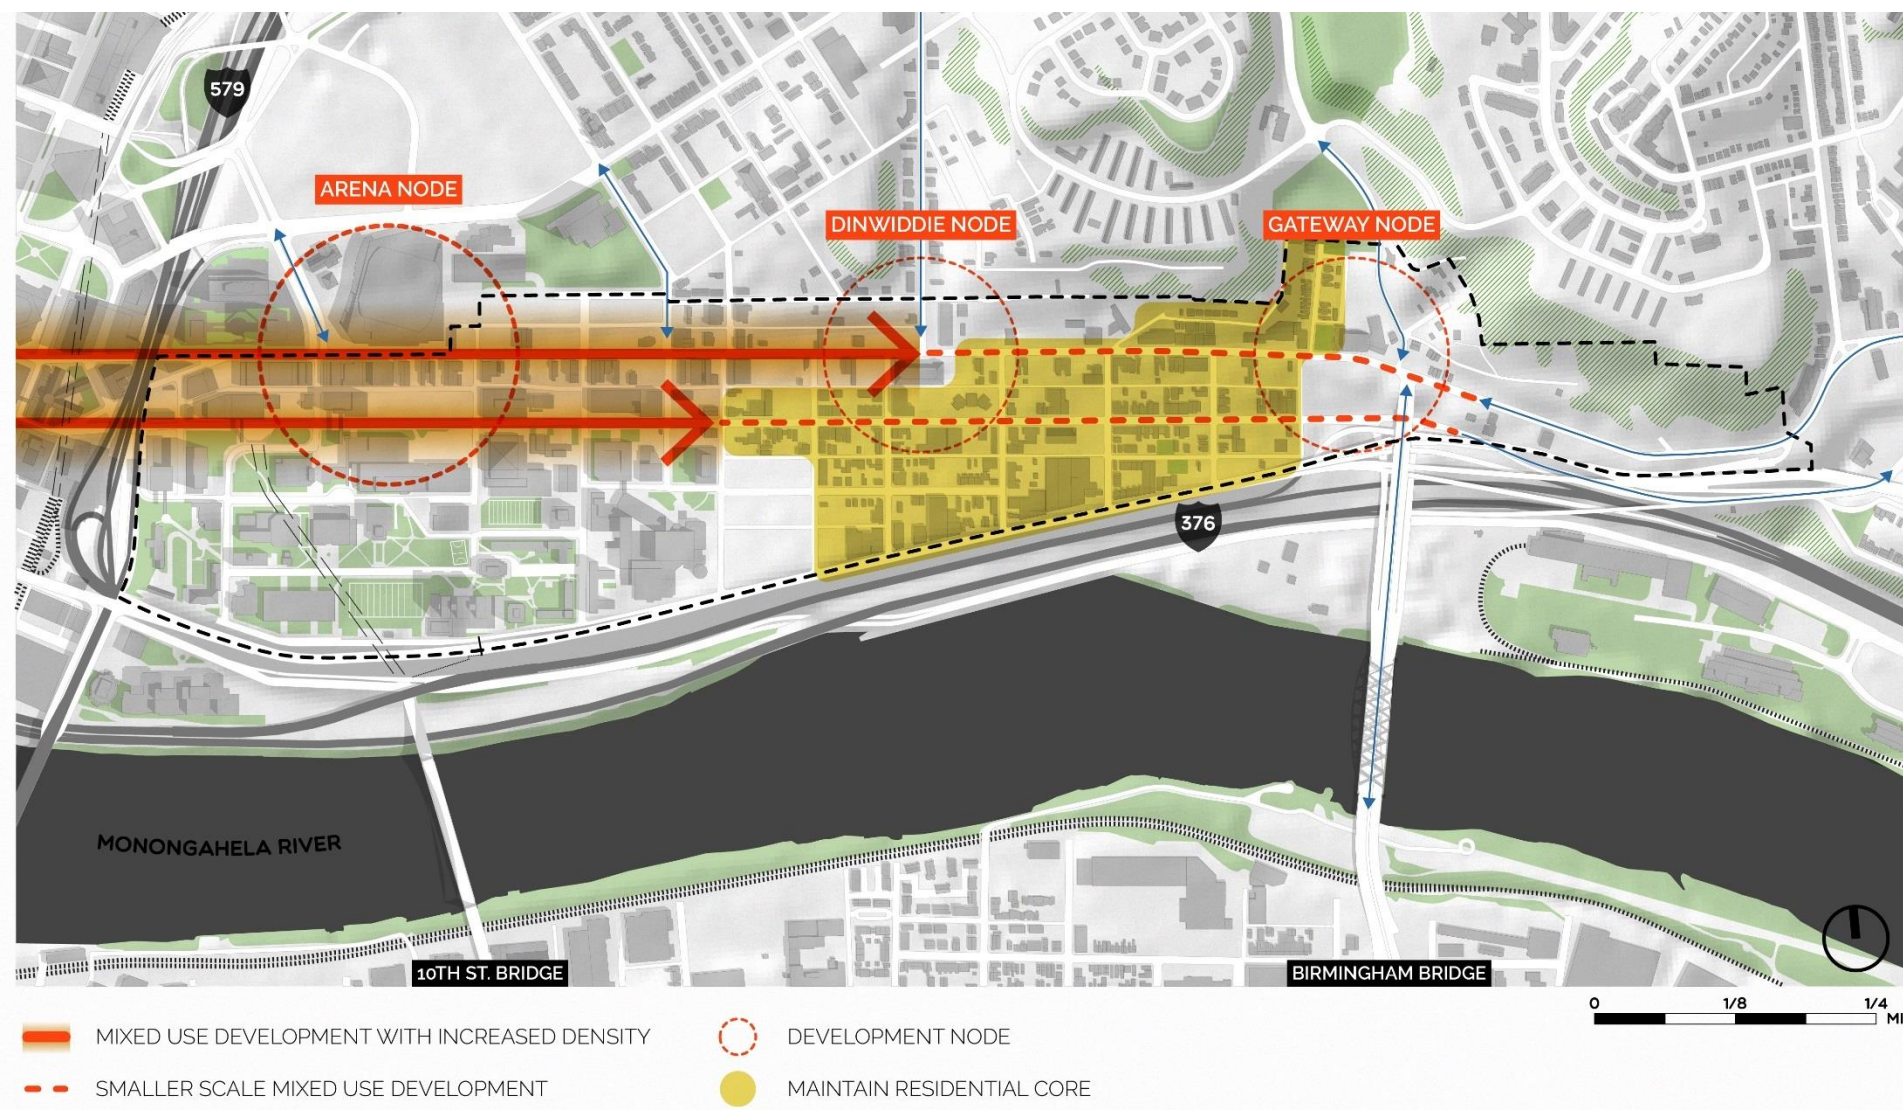 579
ARENA NODE
DINWIDDIE NODE
GATEWAY NODE
376
MONONGAHELA RIVER
10TH ST. BRIDGE
BIRMINGHAM BRIDGE
0 1/8 1/4
MIXED USE DEVELOPMENT WITH INCREASED DENSITY
DEVELOPMENT NODE
SMALLER SCALE MIXED USE DEVELOPMENT
MAINTAIN RESIDENTIAL CORE